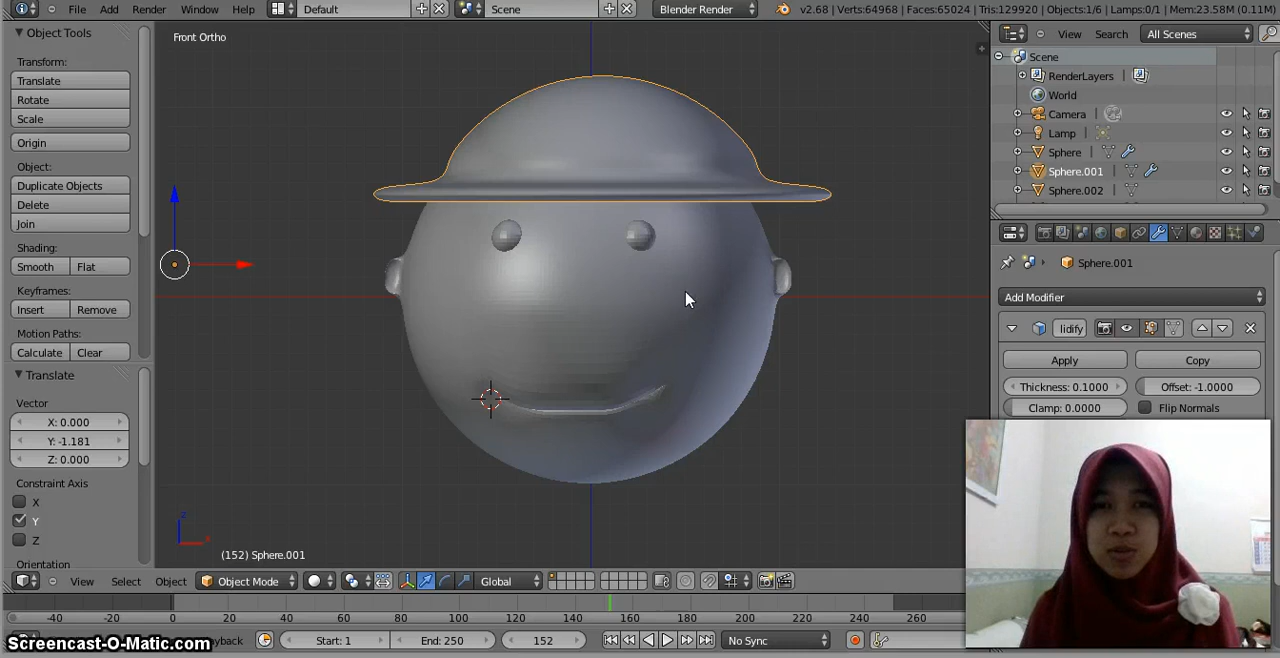 File Add Render Window Help Default Scene Blender Render v2.68 | Verts:64968 | Faces:65024 | Tris:129920 | Objects:1/6 | Lamps:0/1 | Mem:23.58M (0.11M)
Object Tools
Transform:
Translate
Rotate
Scale
Origin
Object:
Duplicate Objects
Delete
Join
Shading:
Smooth Flat
Keyframes:
Insert Remove
Motion Paths:
Calculate Clear
Translate
Vector
X: 0.000
Y: -1.181
Z: 0.000
Constraint Axis
X
Y
Z
Orientation
Front Ortho
z
(152) Sphere.001
View Select Object Object Mode Global
View Search All Scenes
Scene
RenderLayers
World
Camera
Lamp
Sphere
Sphere.001
Sphere.002
Sphere.001
Add Modifier
lidify
Apply Copy
Thickness: 0.1000 Offset: -1.0000
Clamp: 0.0000 Flip Normals
-40 -20 0 20 40 60 80 100 120 140 160 180 200 220 240 260
yback Start: 1 End: 250 152 No Sync
Screencast-O-Matic.com